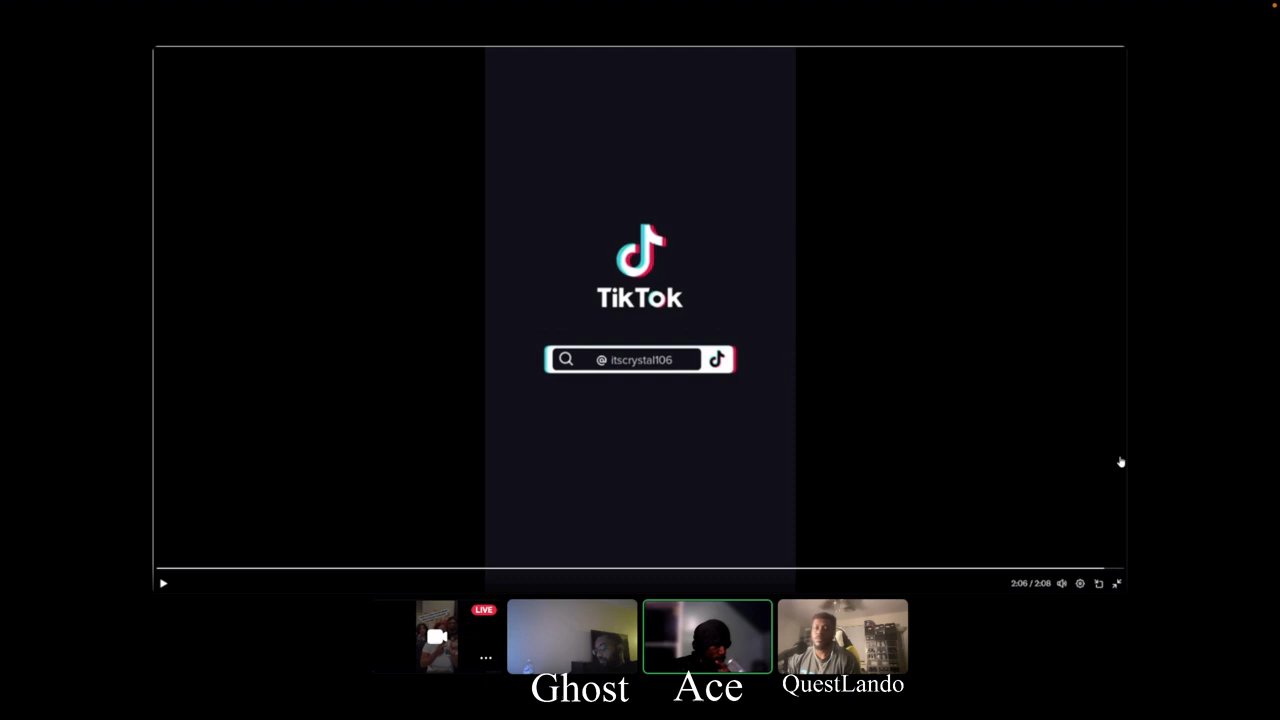 TikTok
@ itscrystal106
2:06 / 2:08
LIVE
Ghost
Ace
QuestLando